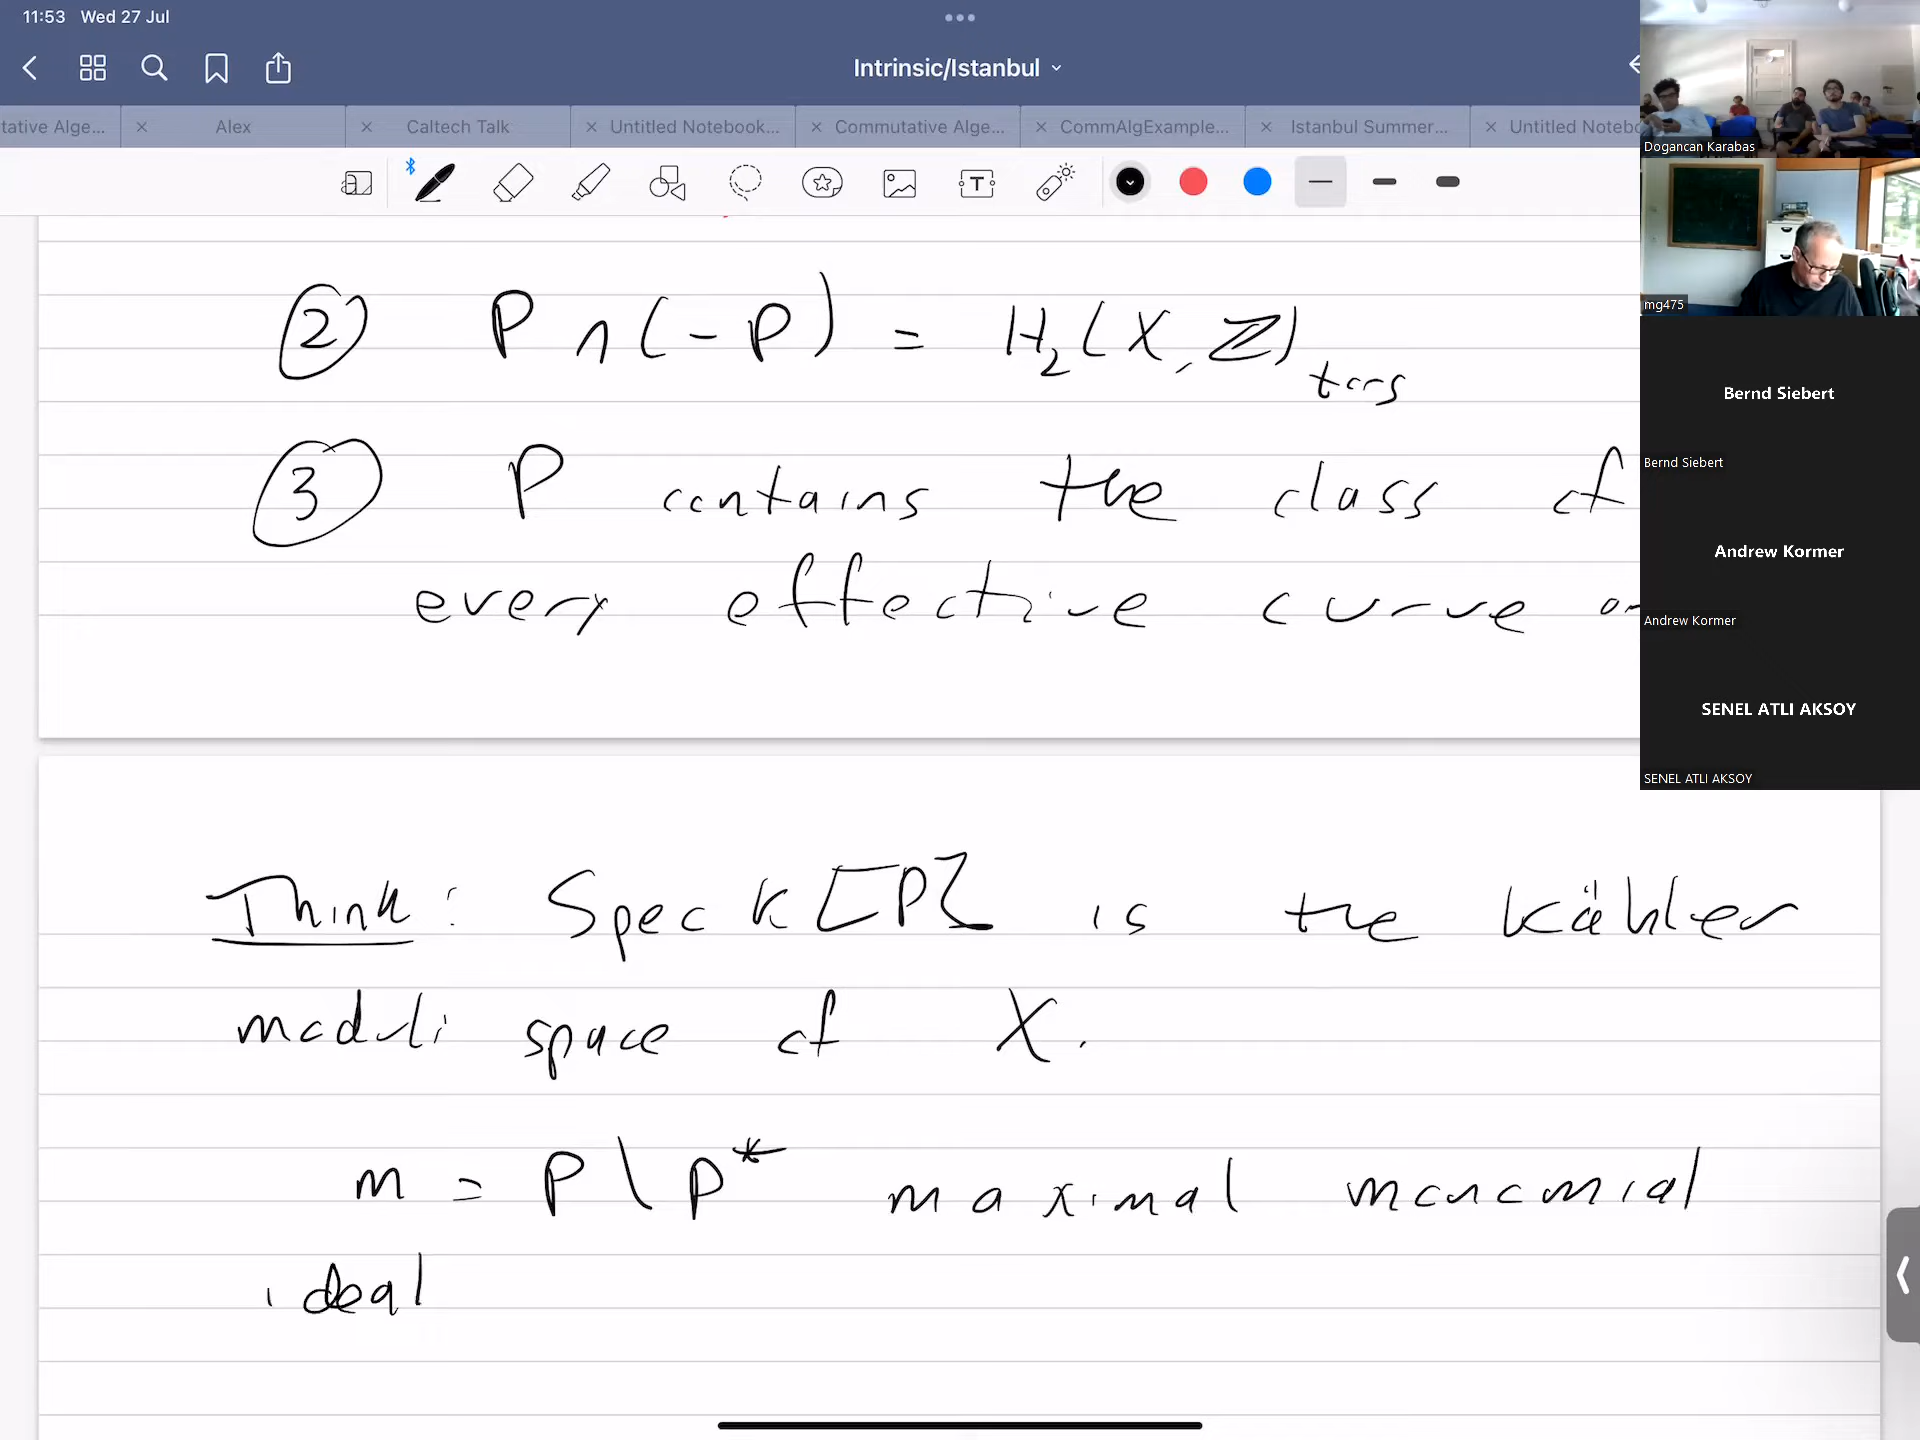 11:53 Wed 27 Jul
Intrinsic/Istanbul
tative Alge... Alex Caltech Talk Untitled Notebook... Commutative Alge... CommAlgExample... Istanbul Summer... Untitled Noteb
Dogancan Karabas
mg475
Bernd Siebert
Bernd Siebert
Andrew Kormer
Andrew Kormer
SENEL ATLI AKSOY
SENEL ATLI AKSOY
② P ∩ (-P) = H₂(X, ℤ)_tors
③ P contains the class of
every effective curve on
Think: Spec k[P] is the Kähler
moduli space of X.
m = P \ P* maximal monomial
ideal